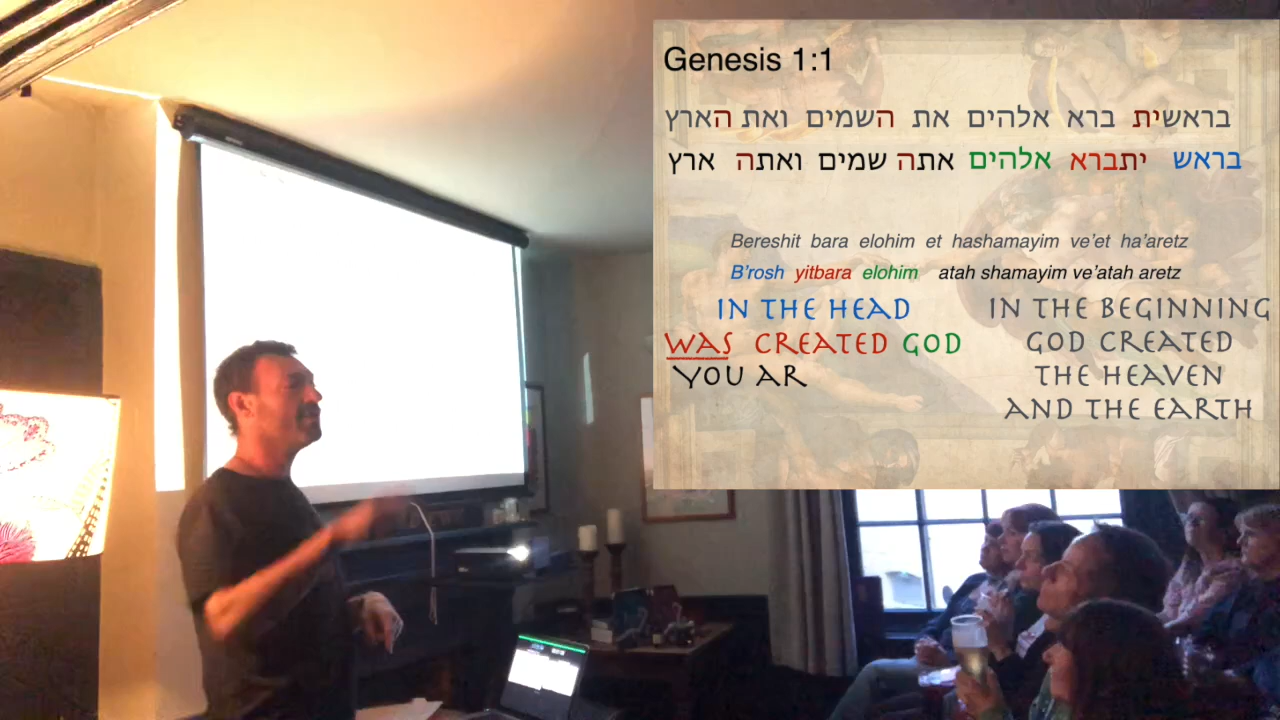 Genesis 1:1
בראשית ברא אלהים את השמים ואת הארץ
בראש יתברא אלהים אתה שמים ואתה ארץ
Bereshit bara elohim et hashamayim ve'et ha'aretz
B'rosh yitbara elohim atah shamayim ve'atah aretz
IN THE HEAD
WAS CREATED GOD
YOU AR
IN THE BEGINNING
GOD CREATED
THE HEAVEN
AND THE EARTH